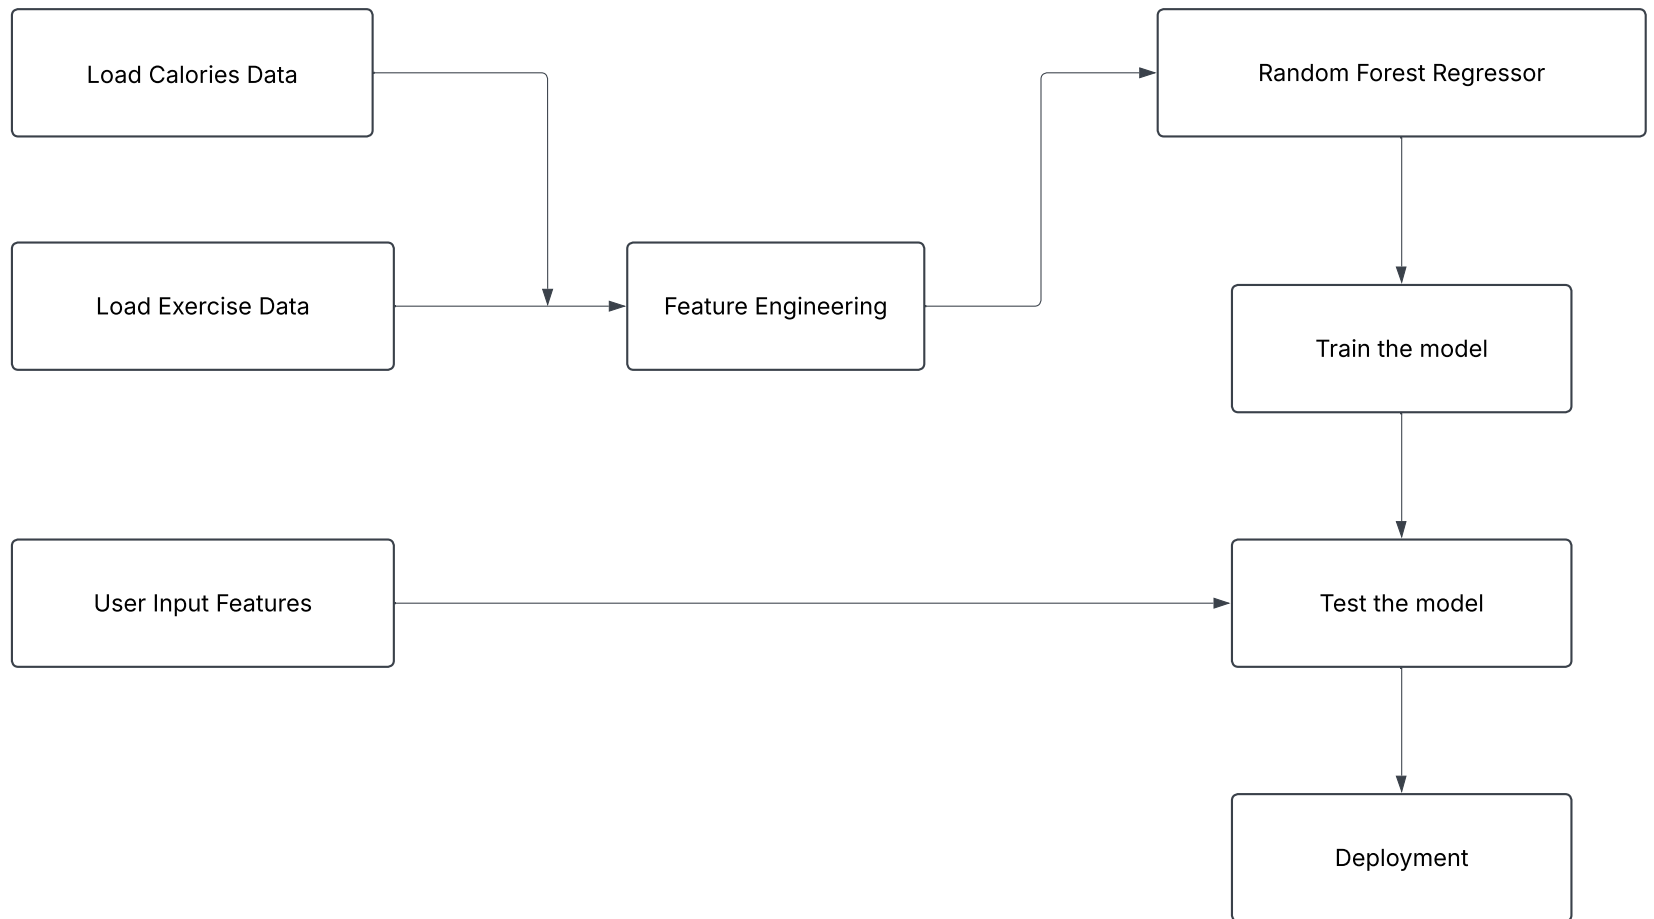 Load Calories Data
Random Forest Regressor
Load Exercise Data
Feature Engineering
Train the model
User Input Features
Test the model
Deployment